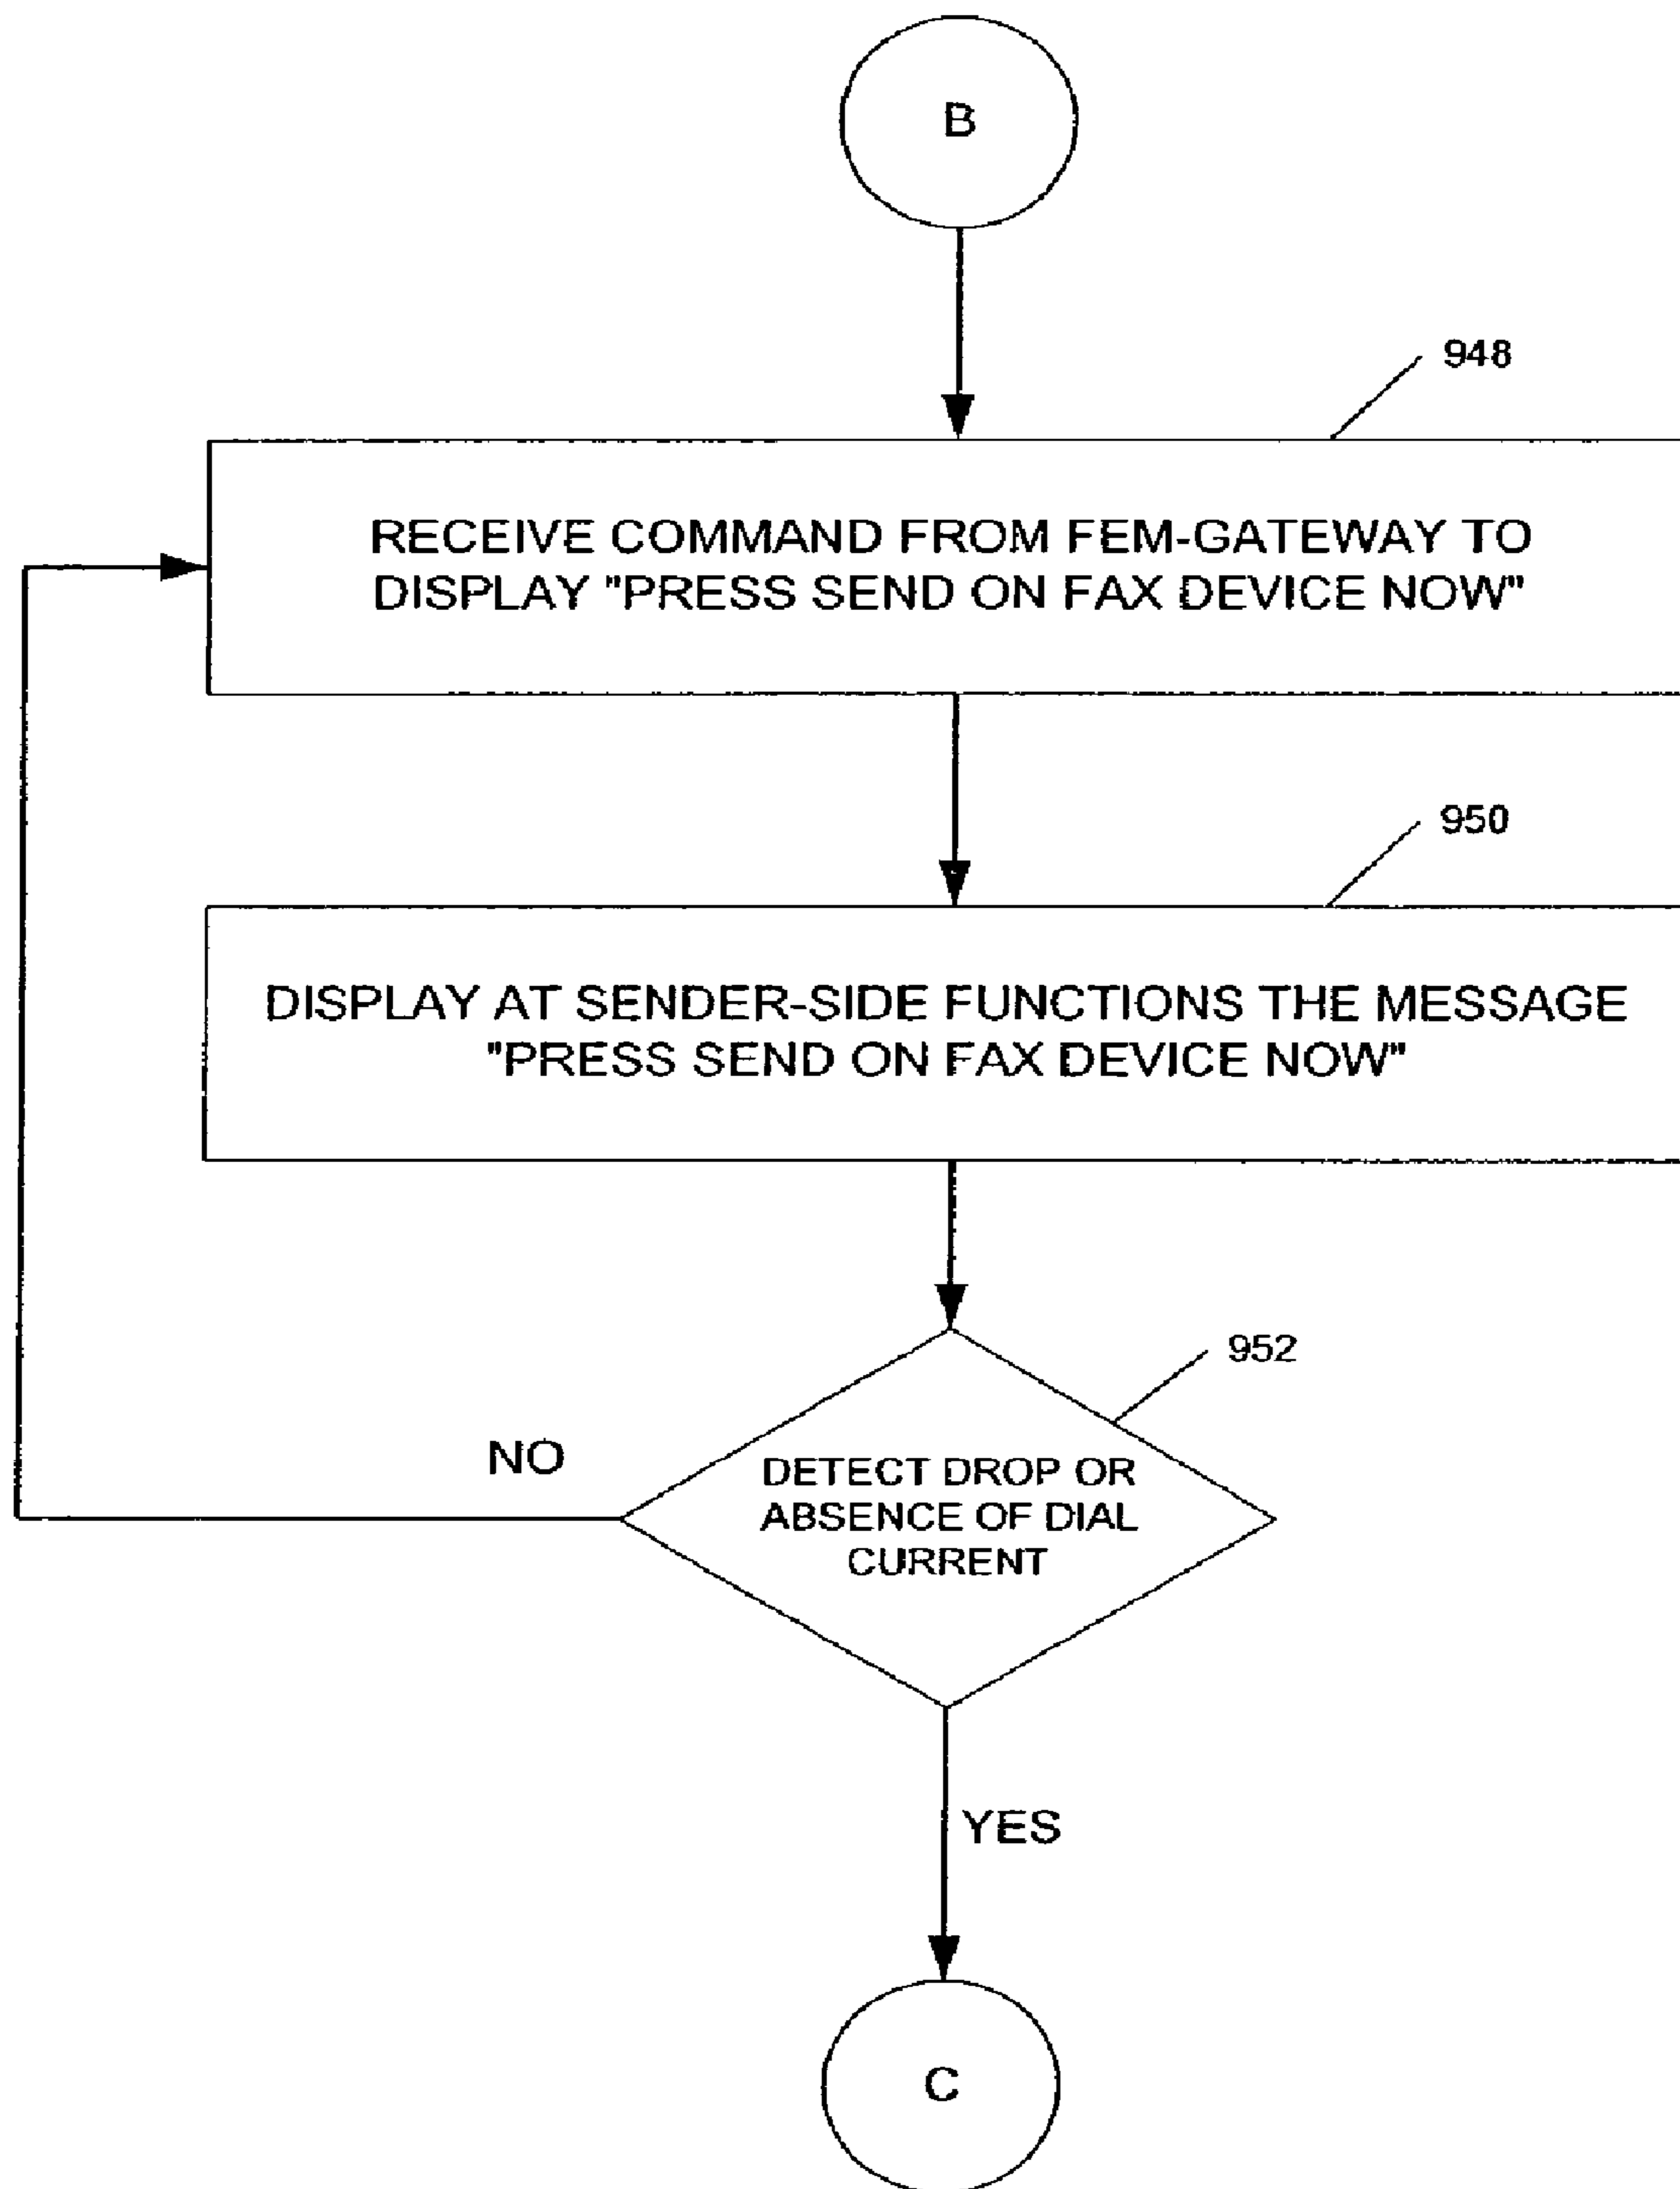 B
948
RECEIVE COMMAND FROM FEM-GATEWAY TO
DISPLAY "PRESS SEND ON FAX DEVICE NOW"
950
DISPLAY AT SENDER-SIDE FUNCTIONS THE MESSAGE
"PRESS SEND ON FAX DEVICE NOW"
952
NO
DETECT DROP OR
ABSENCE OF DIAL
CURRENT
YES
C